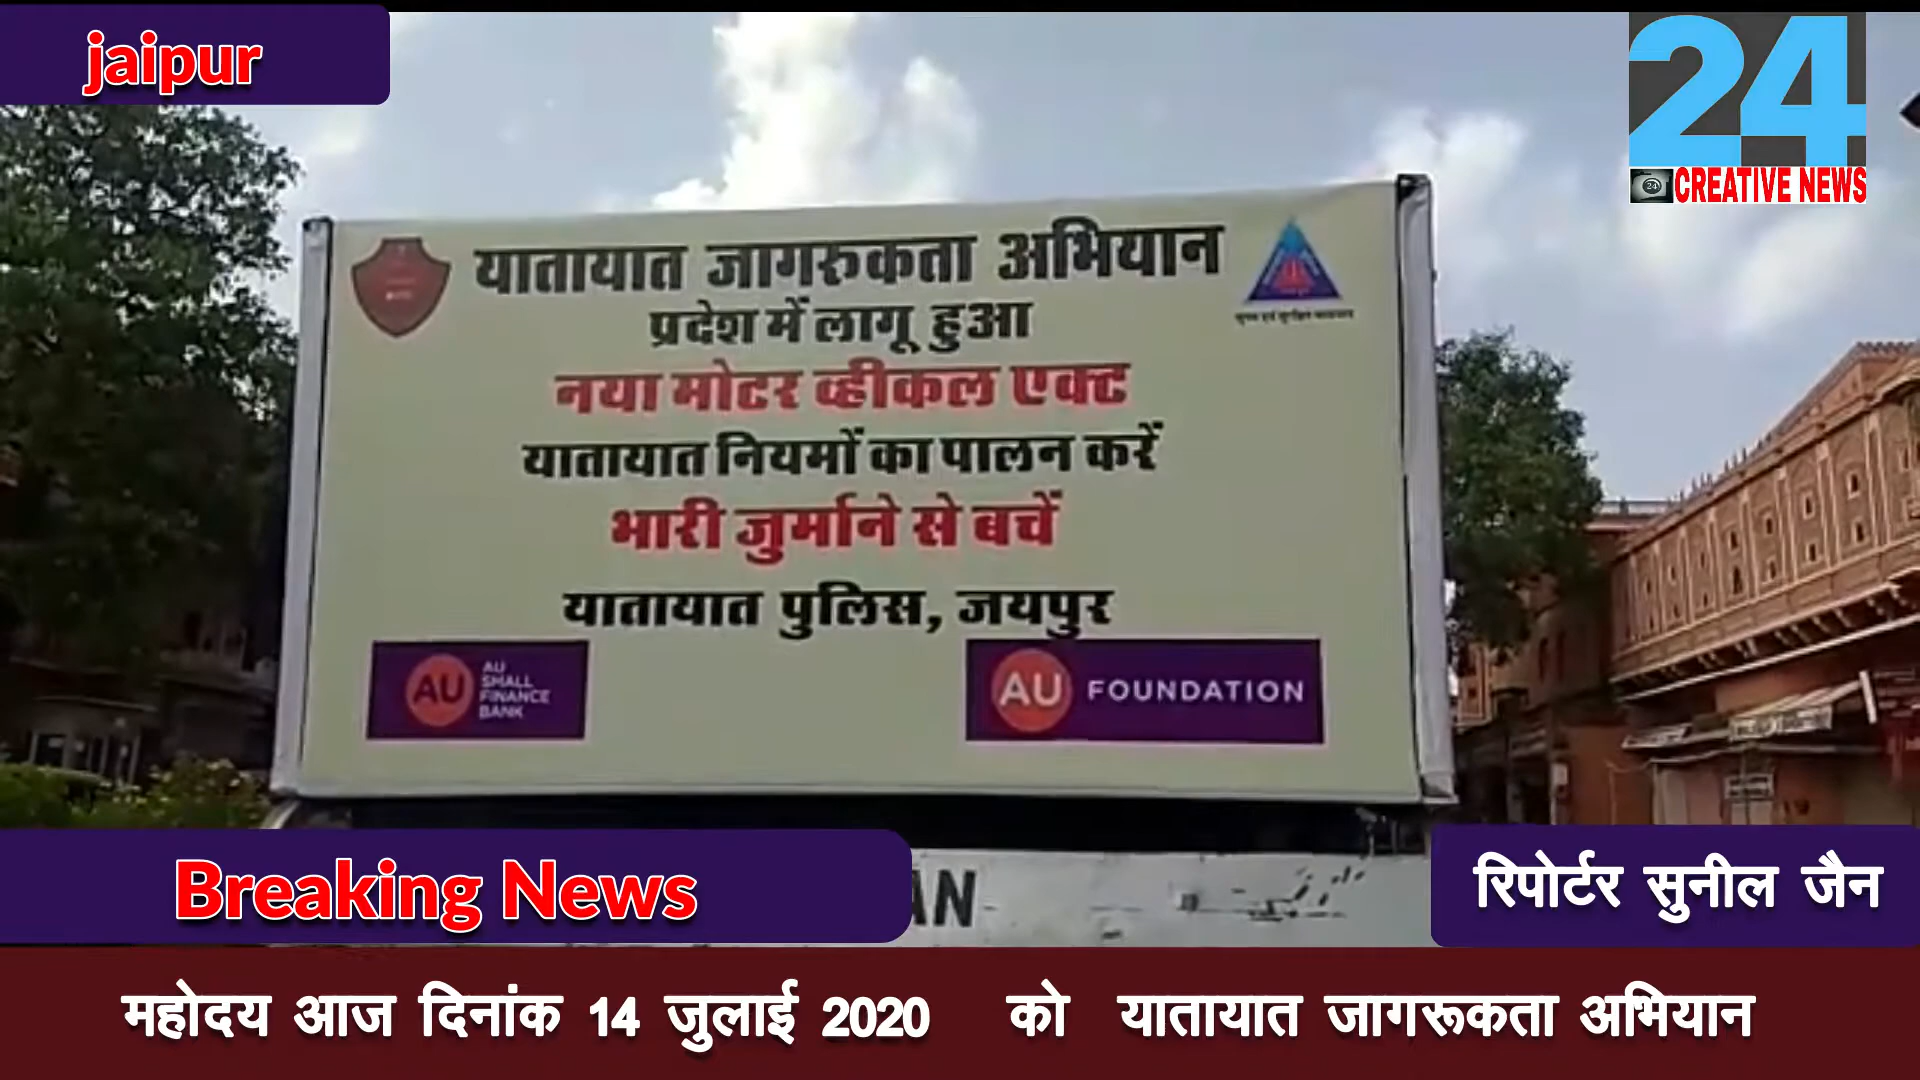 jaipur
24
CREATIVE NEWS
यातायात जागरुकता अभियान
प्रदेश में लागू हुआ
नया मोटर व्हीकल एक्ट
यातायात नियमों का पालन करें
भारी जुर्माने से बचें
यातायात पुलिस, जयपुर
AU
AU
SMALL
FINANCE
BANK
AU FOUNDATION
Breaking News
रिपोर्टर सुनील जैन
महोदय आज दिनांक 14 जुलाई 2020 को यातायात जागरूकता अभियान